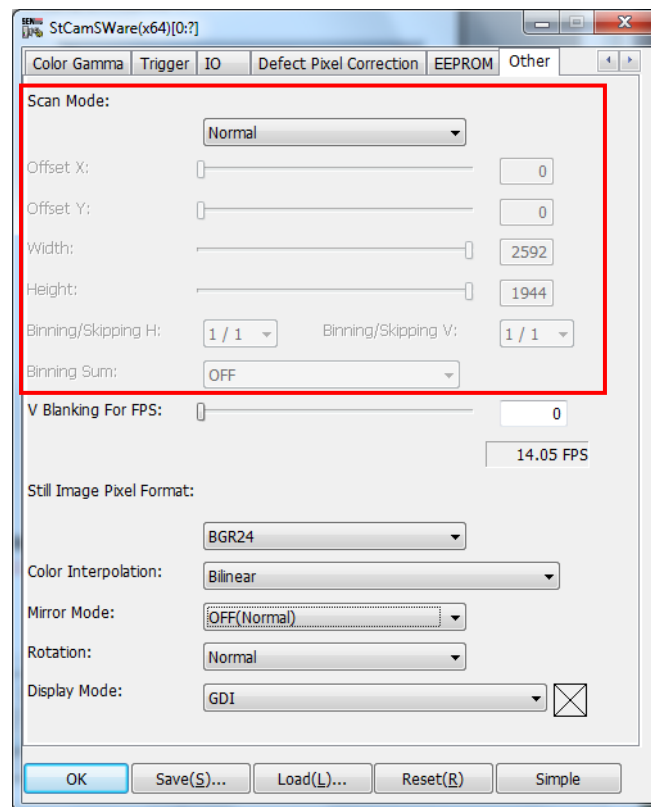 StCamSWare(x64)[0:?]
Color Gamma Trigger IO Defect Pixel Correction EEPROM Other
Scan Mode:
Normal
Offset X: 0
Offset Y: 0
Width: 2592
Height: 1944
Binning/Skipping H: 1 / 1 Binning/Skipping V: 1 / 1
Binning Sum: OFF
V Blanking For FPS: 0
14.05 FPS
Still Image Pixel Format:
BGR24
Color Interpolation: Bilinear
Mirror Mode: OFF(Normal)
Rotation: Normal
Display Mode: GDI
OK Save(S)... Load(L)... Reset(R) Simple